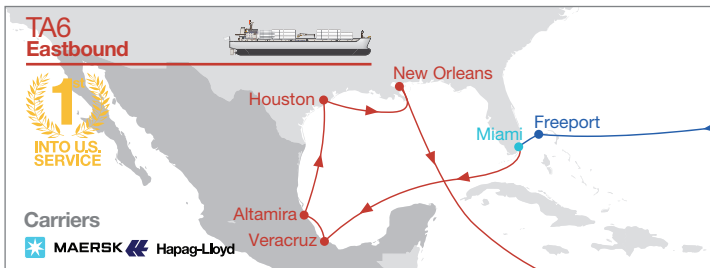 TA6
Eastbound
1st
INTO U.S.
SERVICE
New Orleans
Houston
Freeport
Miami
Altamira
Veracruz
Carriers
MAERSK
Hapag-Lloyd